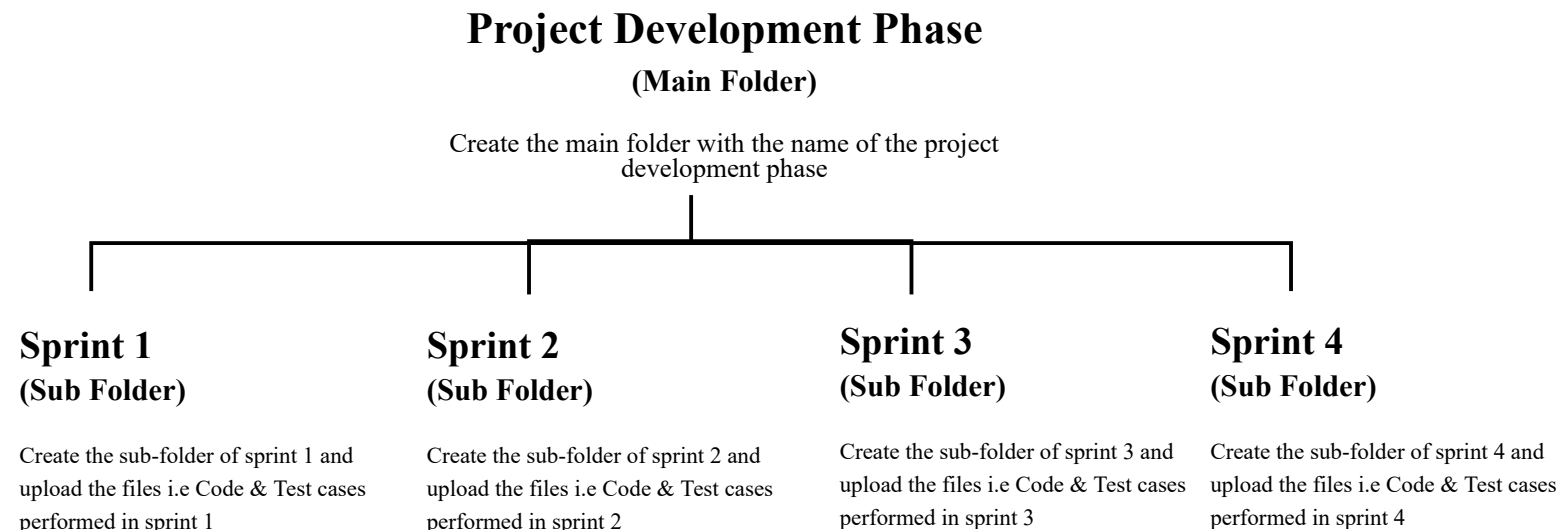 Project Development Phase
(Main Folder)
Create the main folder with the name of the project
development phase
Sprint 1
(Sub Folder)
Create the sub-folder of sprint 1 and
upload the files i.e Code & Test cases
performed in sprint 1
Sprint 2
(Sub Folder)
Create the sub-folder of sprint 2 and
upload the files i.e Code & Test cases
performed in sprint 2
Sprint 3
(Sub Folder)
Create the sub-folder of sprint 3 and
upload the files i.e Code & Test cases
performed in sprint 3
Sprint 4
(Sub Folder)
Create the sub-folder of sprint 4 and
upload the files i.e Code & Test cases
performed in sprint 4